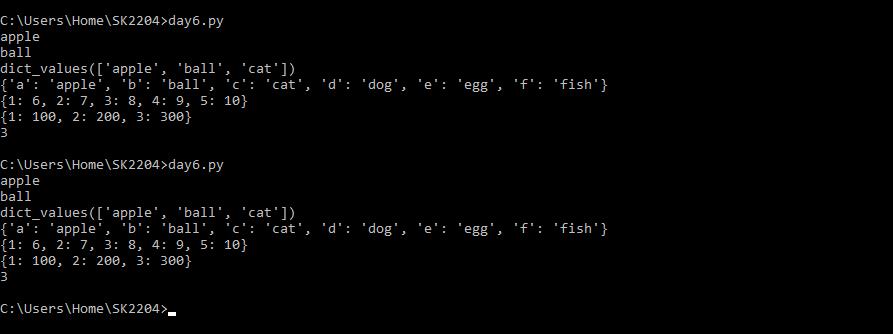 C:\Users\Home\SK2204>day6.py
apple
ball
dict_values(['apple', 'ball', 'cat'])
{'a': 'apple', 'b': 'ball', 'c': 'cat', 'd': 'dog', 'e': 'egg', 'f': 'fish'}
{1: 6, 2: 7, 3: 8, 4: 9, 5: 10}
{1: 100, 2: 200, 3: 300}
3
C:\Users\Home\SK2204>day6.py
apple
ball
dict_values(['apple', 'ball', 'cat'])
{'a': 'apple', 'b': 'ball', 'c': 'cat', 'd': 'dog', 'e': 'egg', 'f': 'fish'}
{1: 6, 2: 7, 3: 8, 4: 9, 5: 10}
{1: 100, 2: 200, 3: 300}
3
C:\Users\Home\SK2204>